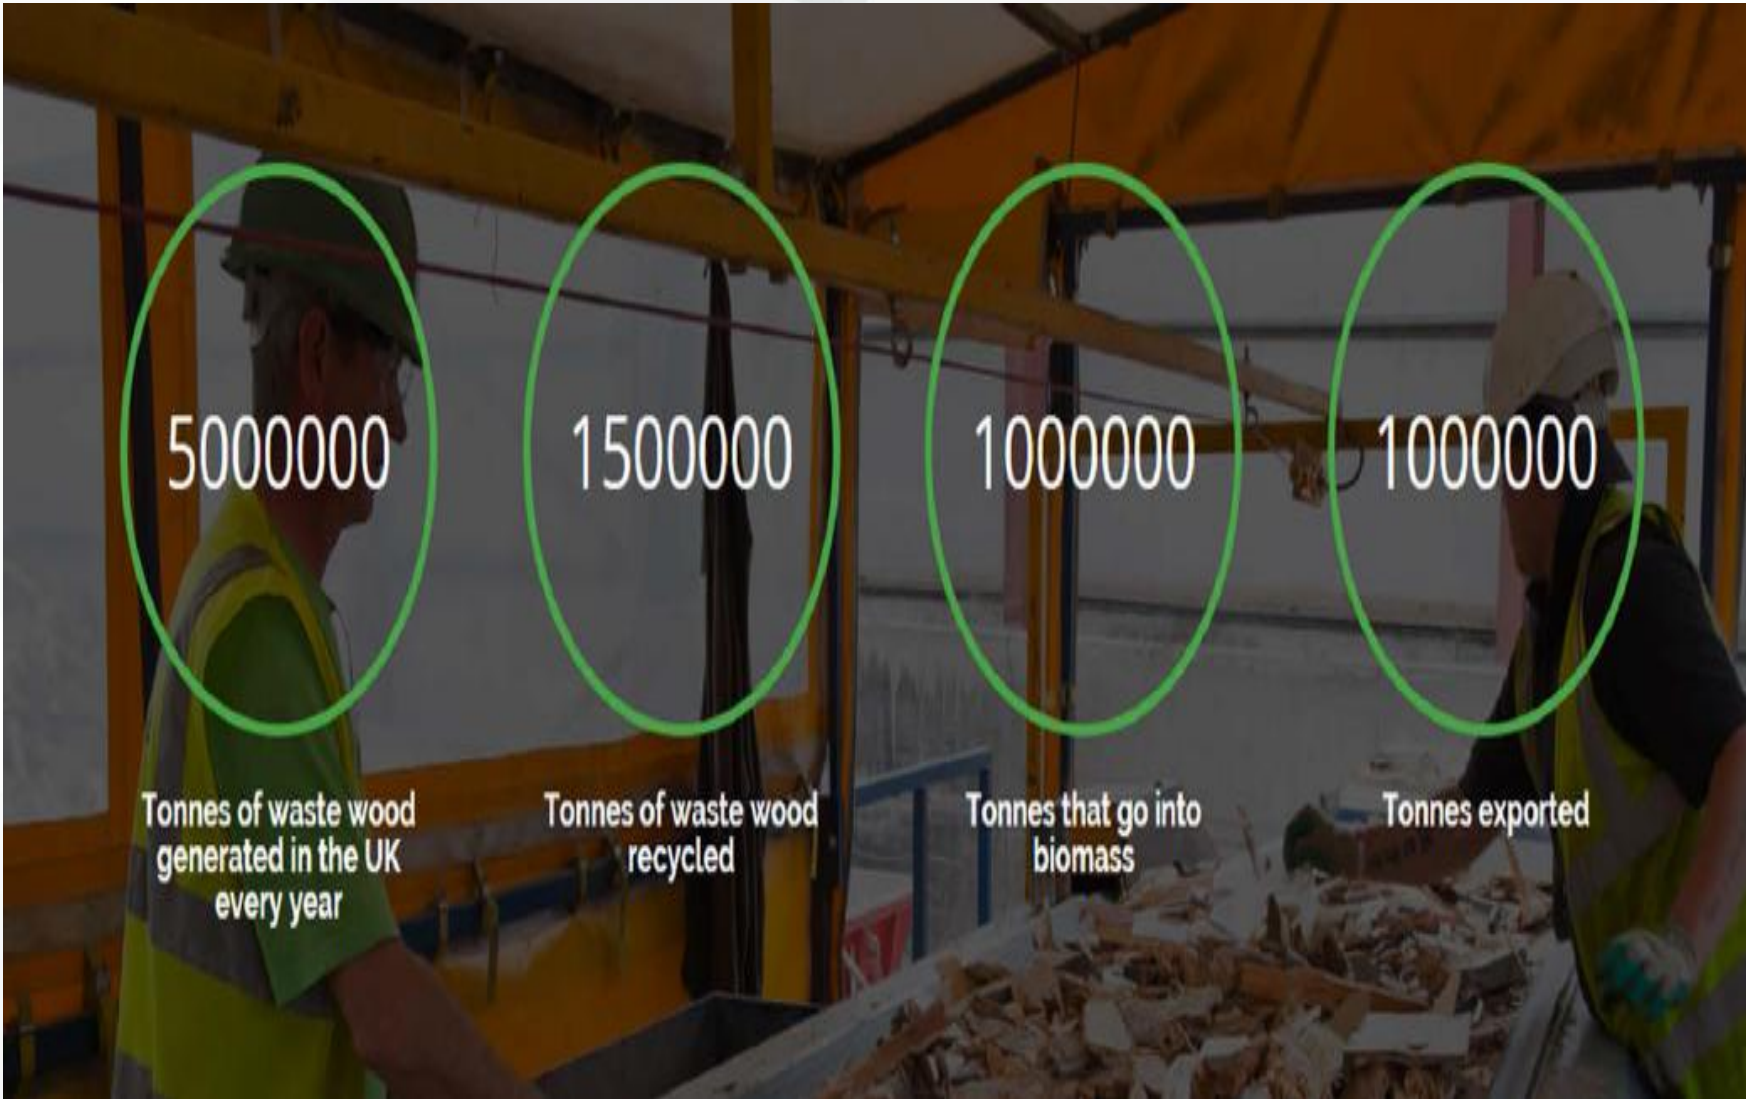 5000000
1500000
1000000
1000000
Tonnes of waste wood
generated in the UK
every year
Tonnes of waste wood
recycled
Tonnes that go into
biomass
Tonnes exported